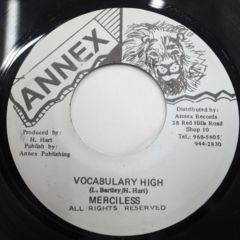 ANNEX
Produced by:
H. Hart
Publish by:
Annex Publishing
Distributed by:
Annex Records
28 Red Hills Road
Shop 10
Tel.: 968-5605
944-2830
VOCABULARY HIGH
(L. Bartley/H. Hart)
MERCILESS
ALL RIGHTS RESERVED